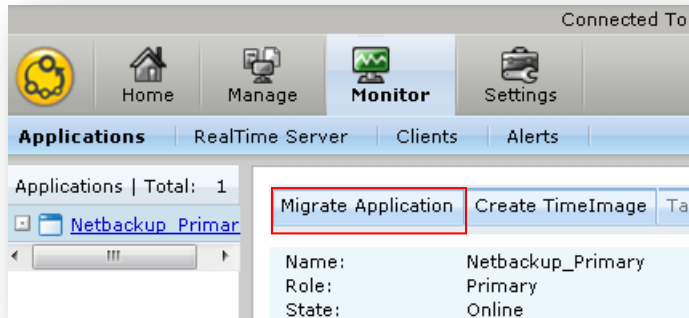 Connected To
Home Manage Monitor Settings
Applications RealTime Server Clients Alerts
Applications | Total: 1
Netbackup_Primar
Migrate Application Create TimeImage Ta
Name: Netbackup_Primary
Role: Primary
State: Online